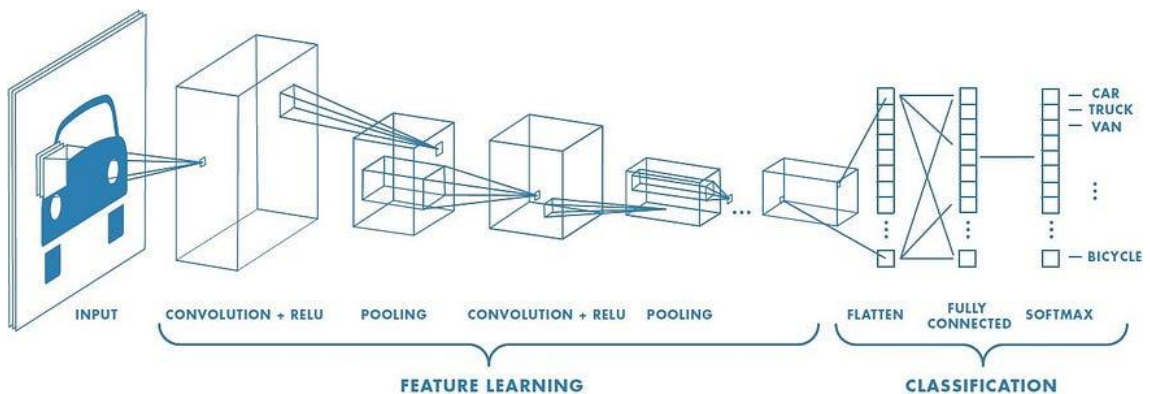 CAR
TRUCK
VAN
BICYCLE
INPUT
CONVOLUTION + RELU
POOLING
CONVOLUTION + RELU
POOLING
FLATTEN
FULLY
CONNECTED
SOFTMAX
FEATURE LEARNING
CLASSIFICATION